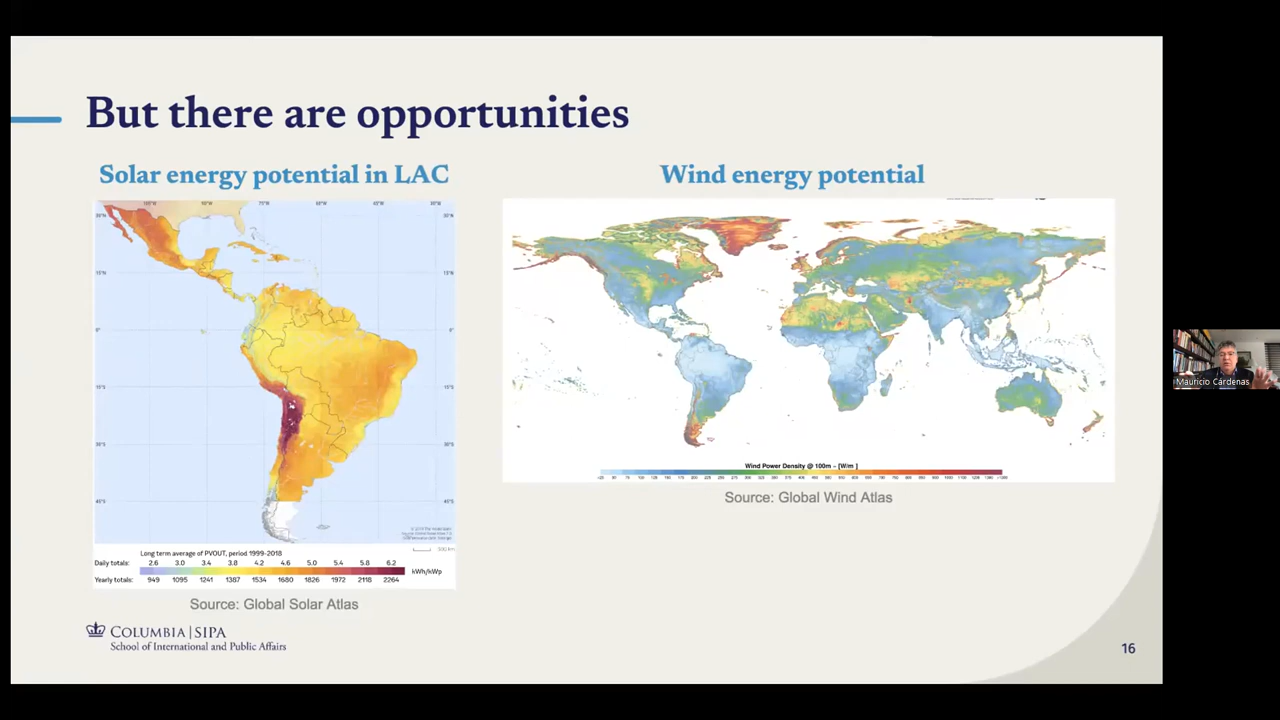 But there are opportunities
Solar energy potential in LAC
Wind energy potential
Wind Power Density @ 100m - [W/m ]
Source: Global Wind Atlas
Long term average of PVOUT, period 1999-2018
Daily totals: 2.6 3.0 3.4 3.8 4.2 4.6 5.0 5.4 5.8 6.2
kWh/kWp
Yearly totals: 949 1095 1241 1387 1534 1680 1826 1972 2118 2264
Source: Global Solar Atlas
COLUMBIA | SIPA
School of International and Public Affairs
16
Mauricio Cárdenas